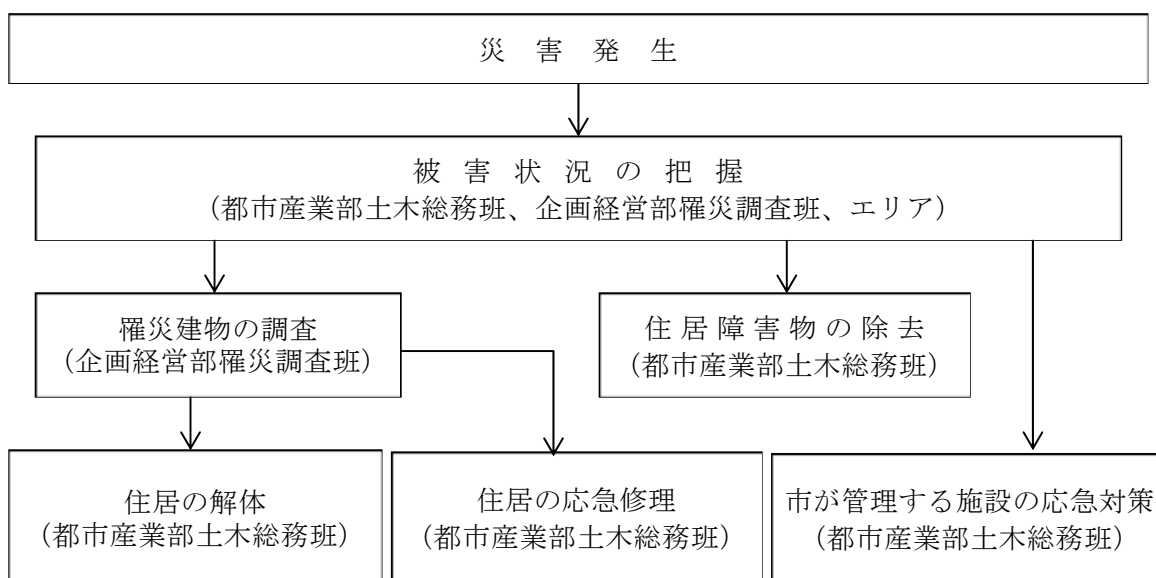 災害発生
被害状況の把握
（都市産業部土木総務班、企画経営部罹災調査班、エリア）
罹災建物の調査
（企画経営部罹災調査班）
住居障害物の除去
（都市産業部土木総務班）
住居の解体
（都市産業部土木総務班）
住居の応急修理
（都市産業部土木総務班）
市が管理する施設の応急対策
（都市産業部土木総務班）